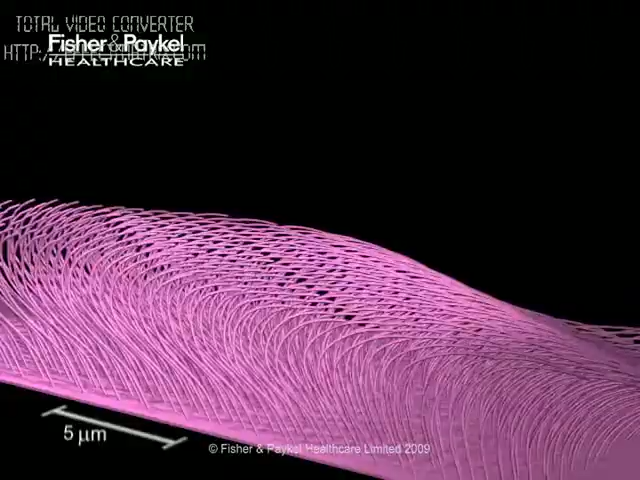 TOTAL VIDEO CONVERTER
Fisher & Paykel
HEALTHCARE
5 µm
© Fisher & Paykel Healthcare Limited 2009